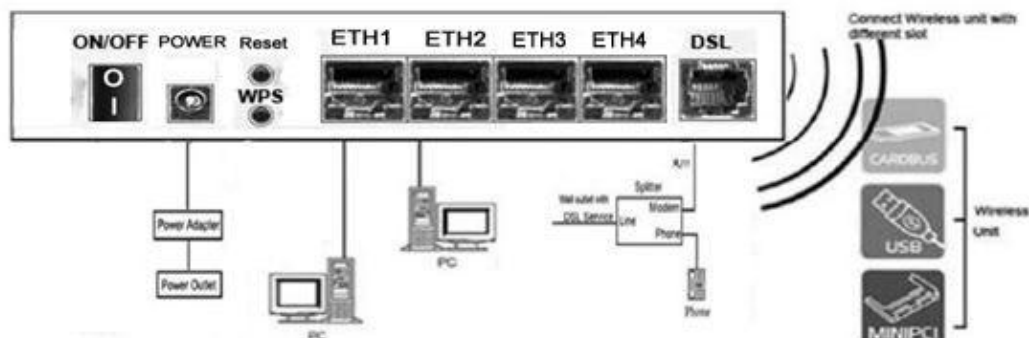 Connect Wireless unit with
different slot
ON/OFF POWER Reset ETH1 ETH2 ETH3 ETH4 DSL
O
I
WPS
CARDBUS
Splitter
Wall outlet with
Modem
DSL Service
Line
Power Adapter
Phone
USB
Wireless
Unit
PC
Power Outlet
Phone
PC
MINIPCI